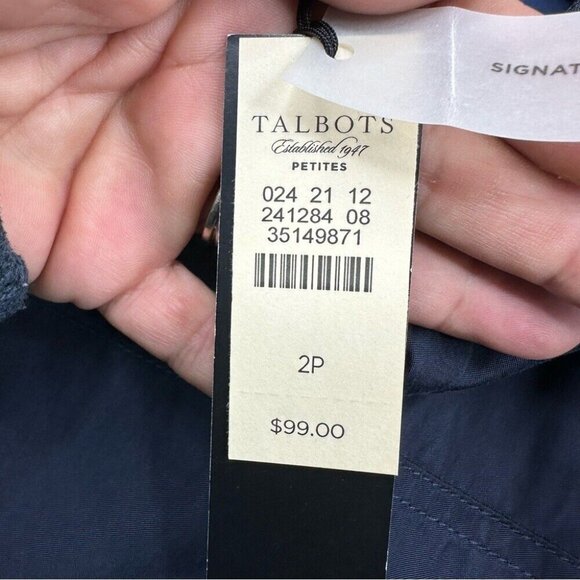 SIGNAT
TALBOTS
Established 1947
PETITES
024 21 12
241284 08
35149871
2P
$99.00